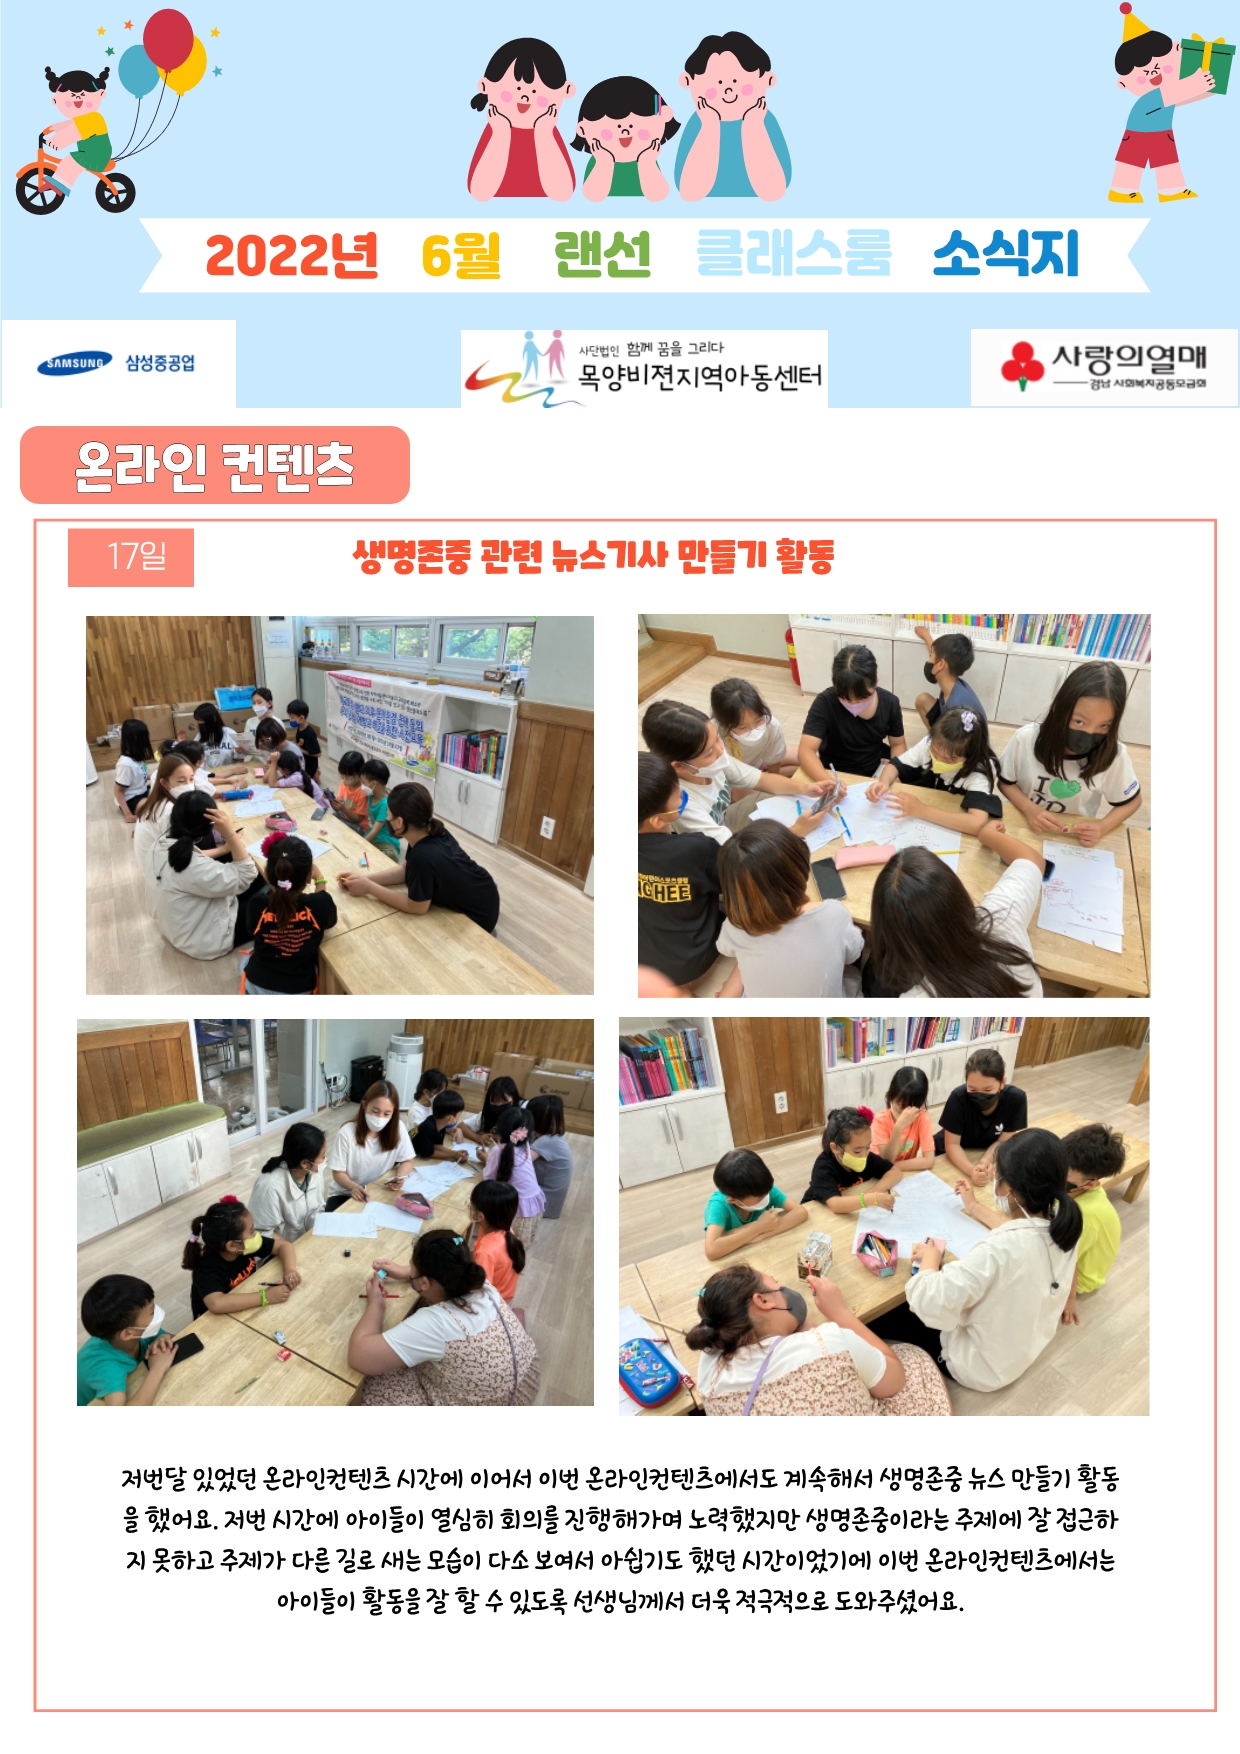 2022년 6월 랜선 클래스룸 소식지
SAMSUNG 삼성중공업
사단법인 함께 꿈을 그리다
목양비젼지역아동센터
사랑의열매
경남 사회복지공동모금회
온라인 컨텐츠
17일
생명존중 관련 뉴스기사 만들기 활동
저번달 있었던 온라인컨텐츠 시간에 이어서 이번 온라인컨텐츠에서도 계속해서 생명존중 뉴스 만들기 활동
을 했어요. 저번 시간에 아이들이 열심히 회의를 진행해가며 노력했지만 생명존중이라는 주제에 잘 접근하
지 못하고 주제가 다른 길로 새는 모습이 다소 보여서 아쉽기도 했던 시간이었기에 이번 온라인컨텐츠에서는
아이들이 활동을 잘 할 수 있도록 선생님께서 더욱 적극적으로 도와주셨어요.